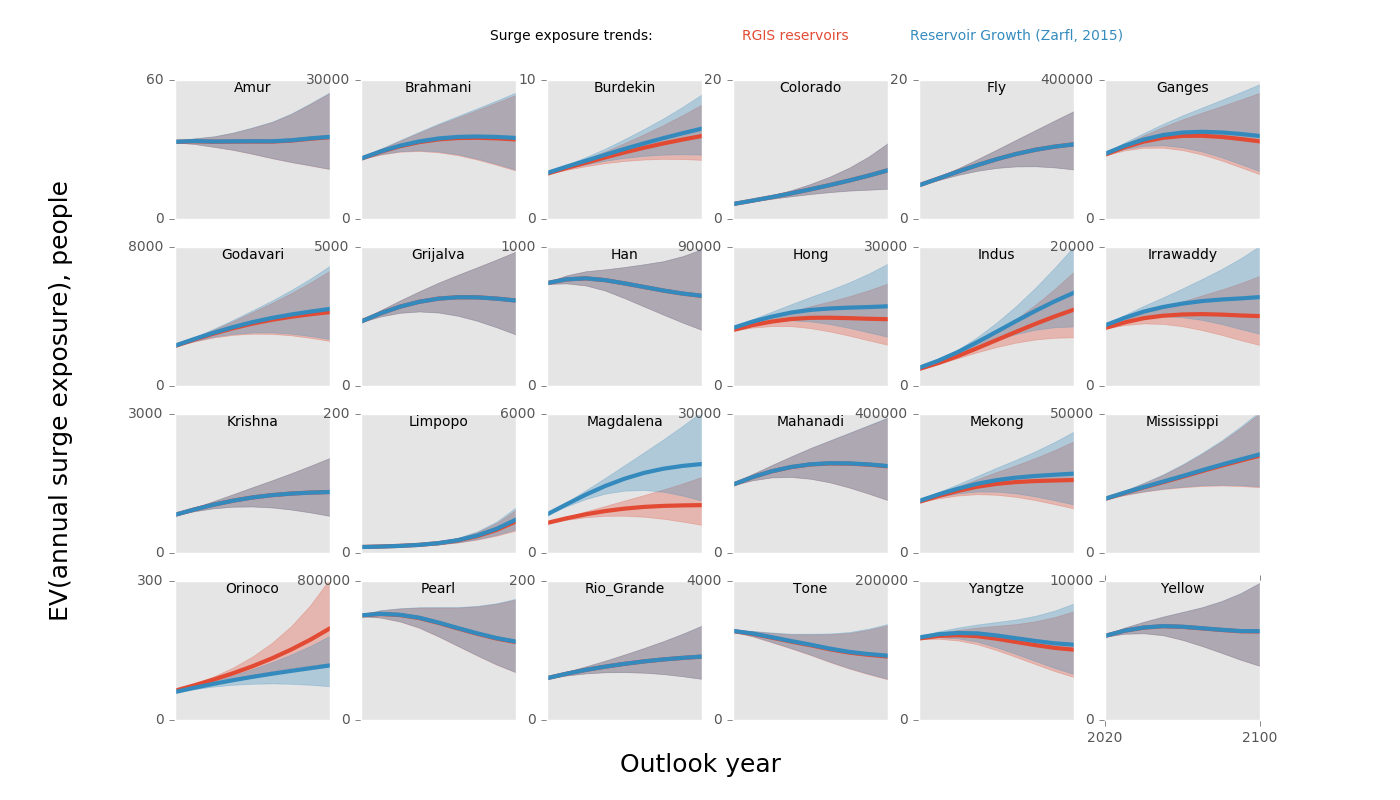 Surge exposure trends: RGIS reservoirs Reservoir Growth (Zarfl, 2015)
EV(annual surge exposure), people
60 30000 10 20 20 400000
Amur Brahmani Burdekin Colorado Fly Ganges
0 0 0 0 0 0
8000 5000 1000 90000 30000 20000
Godavari Grijalva Han Hong Indus Irrawaddy
0 0 0 0 0 0
3000 200 6000 30000 400000 50000
Krishna Limpopo Magdalena Mahanadi Mekong Mississippi
0 0 0 0 0 0
300 800000 200 4000 200000 10000
Orinoco Pearl Rio_Grande Tone Yangtze Yellow
0 0 0 0 0 0
2020 2100
Outlook year